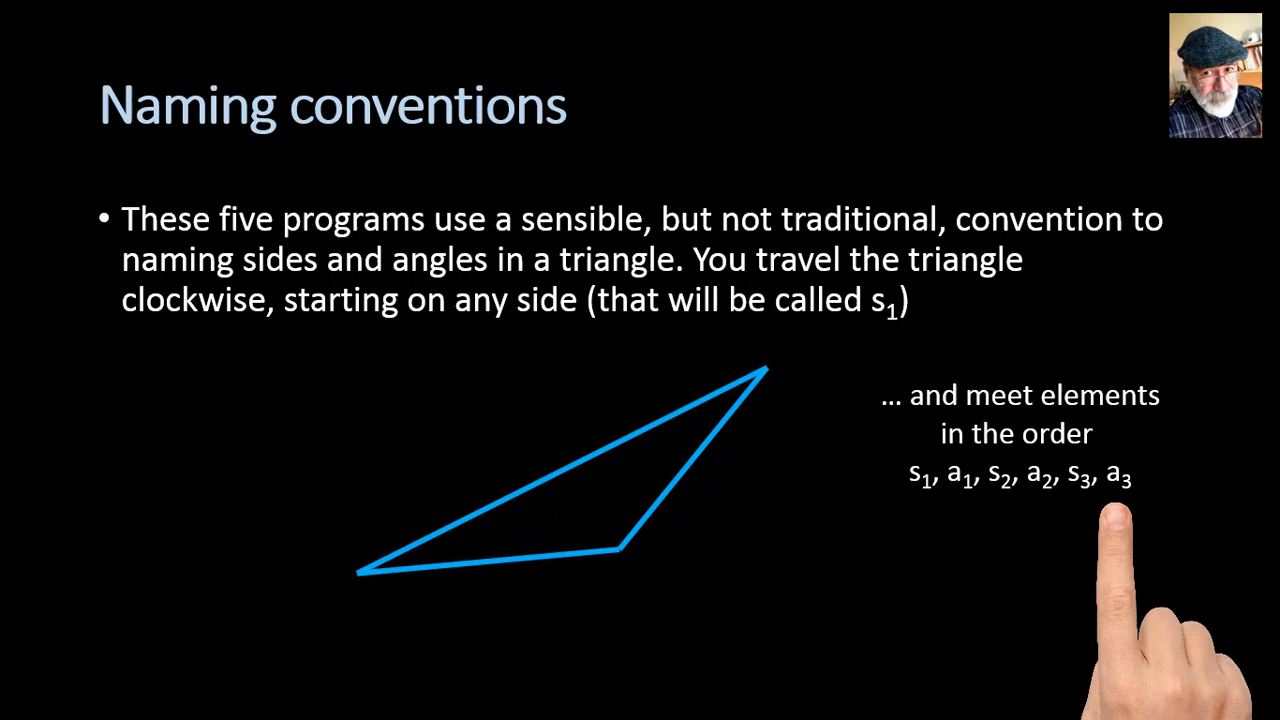 Naming conventions
• These five programs use a sensible, but not traditional, convention to
naming sides and angles in a triangle. You travel the triangle
clockwise, starting on any side (that will be called s₁)
... and meet elements
in the order
s₁, a₁, s₂, a₂, s₃, a₃